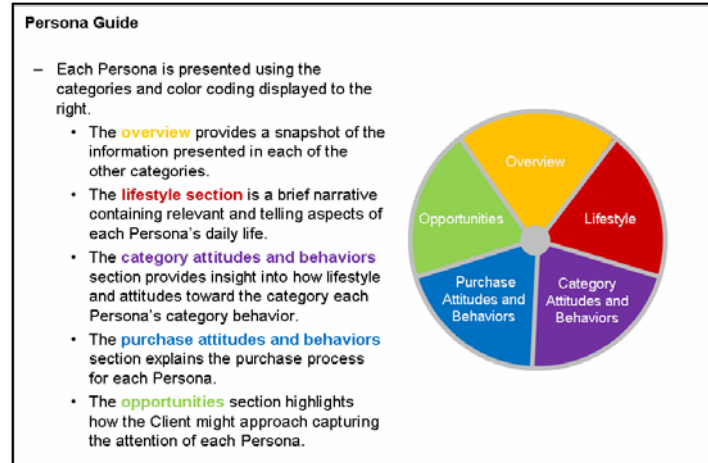 Persona Guide
– Each Persona is presented using the
categories and color coding displayed to the
right.
• The overview provides a snapshot of the
information presented in each of the
other categories.
• The lifestyle section is a brief narrative
containing relevant and telling aspects of
each Persona's daily life.
• The category attitudes and behaviors
section provides insight into how lifestyle
and attitudes toward the category each
Persona's category behavior.
• The purchase attitudes and behaviors
section explains the purchase process
for each Persona.
• The opportunities section highlights
how the Client might approach capturing
the attention of each Persona.
Overview
Opportunities
Lifestyle
Purchase
Attitudes and
Behaviors
Category
Attitudes and
Behaviors